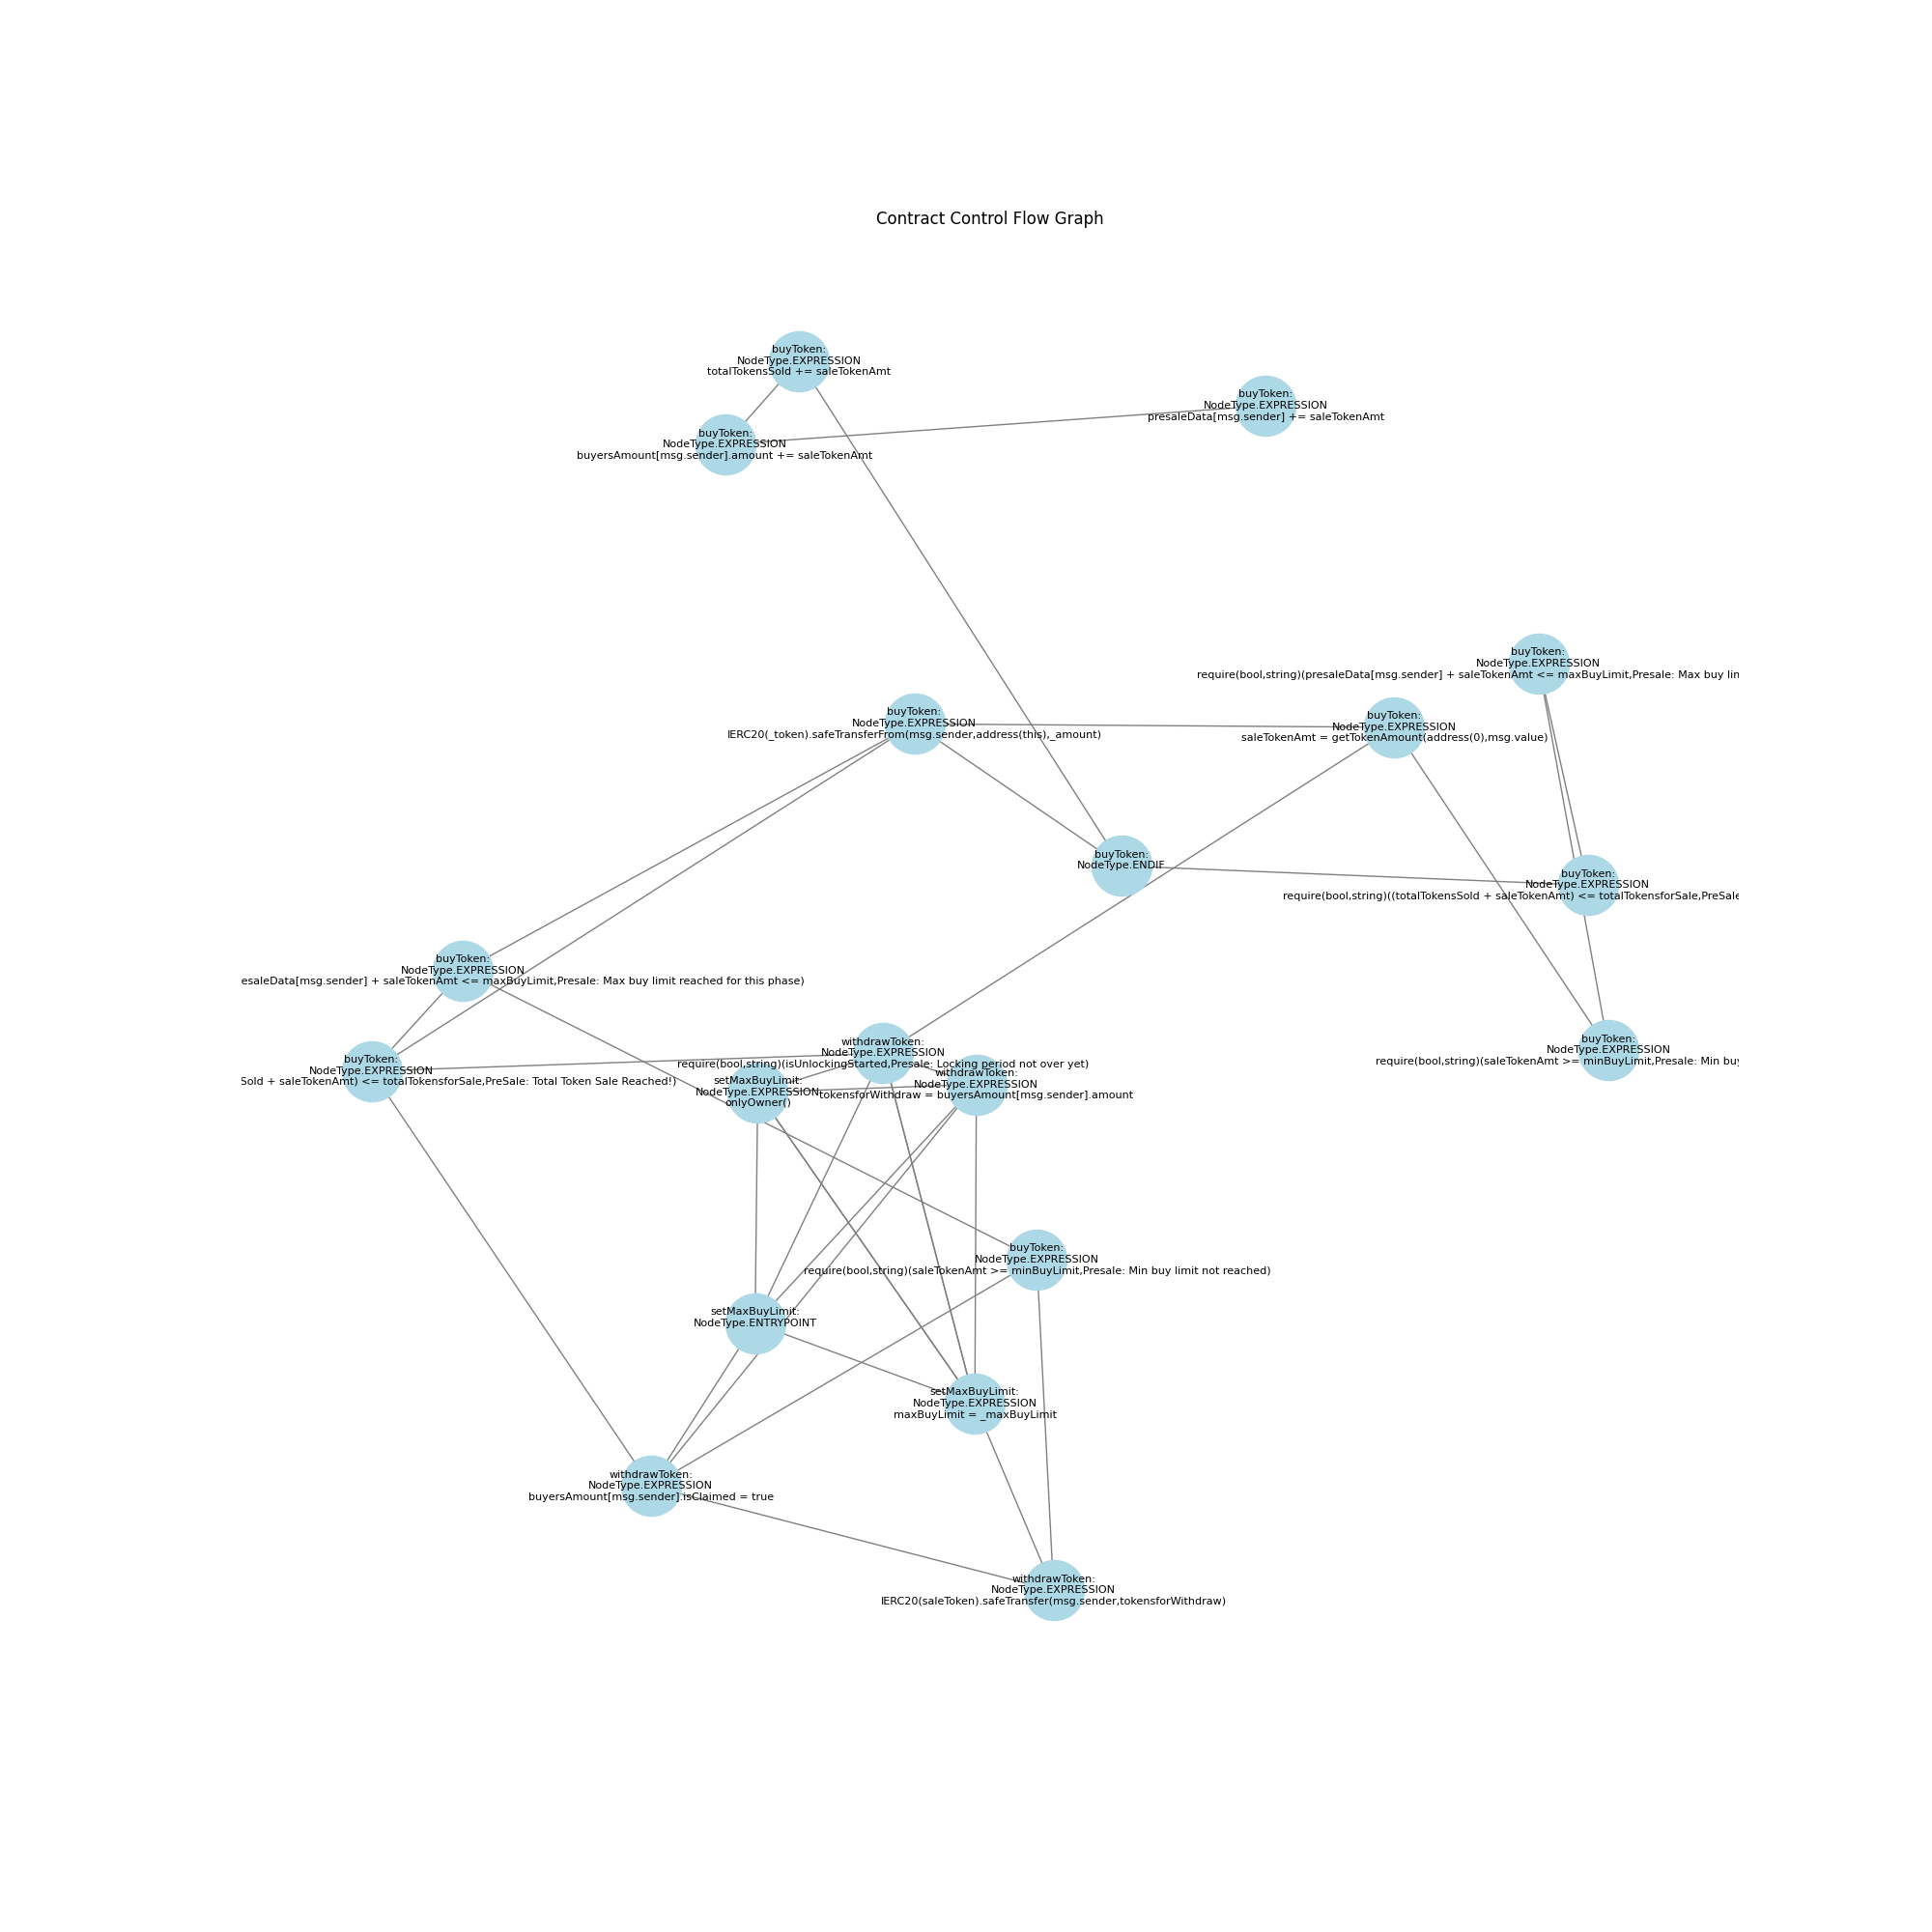 Contract Control Flow Graph
buyToken:
NodeType.EXPRESSION
totalTokensSold += saleTokenAmt
buyToken:
NodeType.EXPRESSION
presaleData[msg.sender] += saleTokenAmt
buyToken:
NodeType.EXPRESSION
buyersAmount[msg.sender].amount += saleTokenAmt
buyToken:
NodeType.EXPRESSION
require(bool,string)(presaleData[msg.sender] + saleTokenAmt <= maxBuyLimit,Presale: Max buy lin
buyToken:
NodeType.EXPRESSION
IERC20(_token).safeTransferFrom(msg.sender,address(this),_amount)
buyToken:
NodeType.EXPRESSION
saleTokenAmt = getTokenAmount(address(0),msg.value)
buyToken:
NodeType.ENDIF
buyToken:
NodeType.EXPRESSION
require(bool,string)((totalTokensSold + saleTokenAmt) <= totalTokensforSale,PreSale
buyToken:
NodeType.EXPRESSION
esaleData[msg.sender] + saleTokenAmt <= maxBuyLimit,Presale: Max buy limit reached for this phase)
buyToken:
NodeType.EXPRESSION
require(bool,string)(saleTokenAmt >= minBuyLimit,Presale: Min buy
buyToken:
NodeType.EXPRESSION
Sold + saleTokenAmt) <= totalTokensforSale,PreSale: Total Token Sale Reached!)
withdrawToken:
NodeType.EXPRESSION
require(bool,string)(isUnlockingStarted,Presale: Locking period not over yet)
withdrawToken:
NodeType.EXPRESSION
tokensforWithdraw = buyersAmount[msg.sender].amount
setMaxBuyLimit:
NodeType.EXPRESSION
onlyOwner()
buyToken:
NodeType.EXPRESSION
require(bool,string)(saleTokenAmt >= minBuyLimit,Presale: Min buy limit not reached)
setMaxBuyLimit:
NodeType.ENTRYPOINT
setMaxBuyLimit:
NodeType.EXPRESSION
maxBuyLimit = _maxBuyLimit
withdrawToken:
NodeType.EXPRESSION
buyersAmount[msg.sender].isClaimed = true
withdrawToken:
NodeType.EXPRESSION
IERC20(saleToken).safeTransfer(msg.sender,tokensforWithdraw)